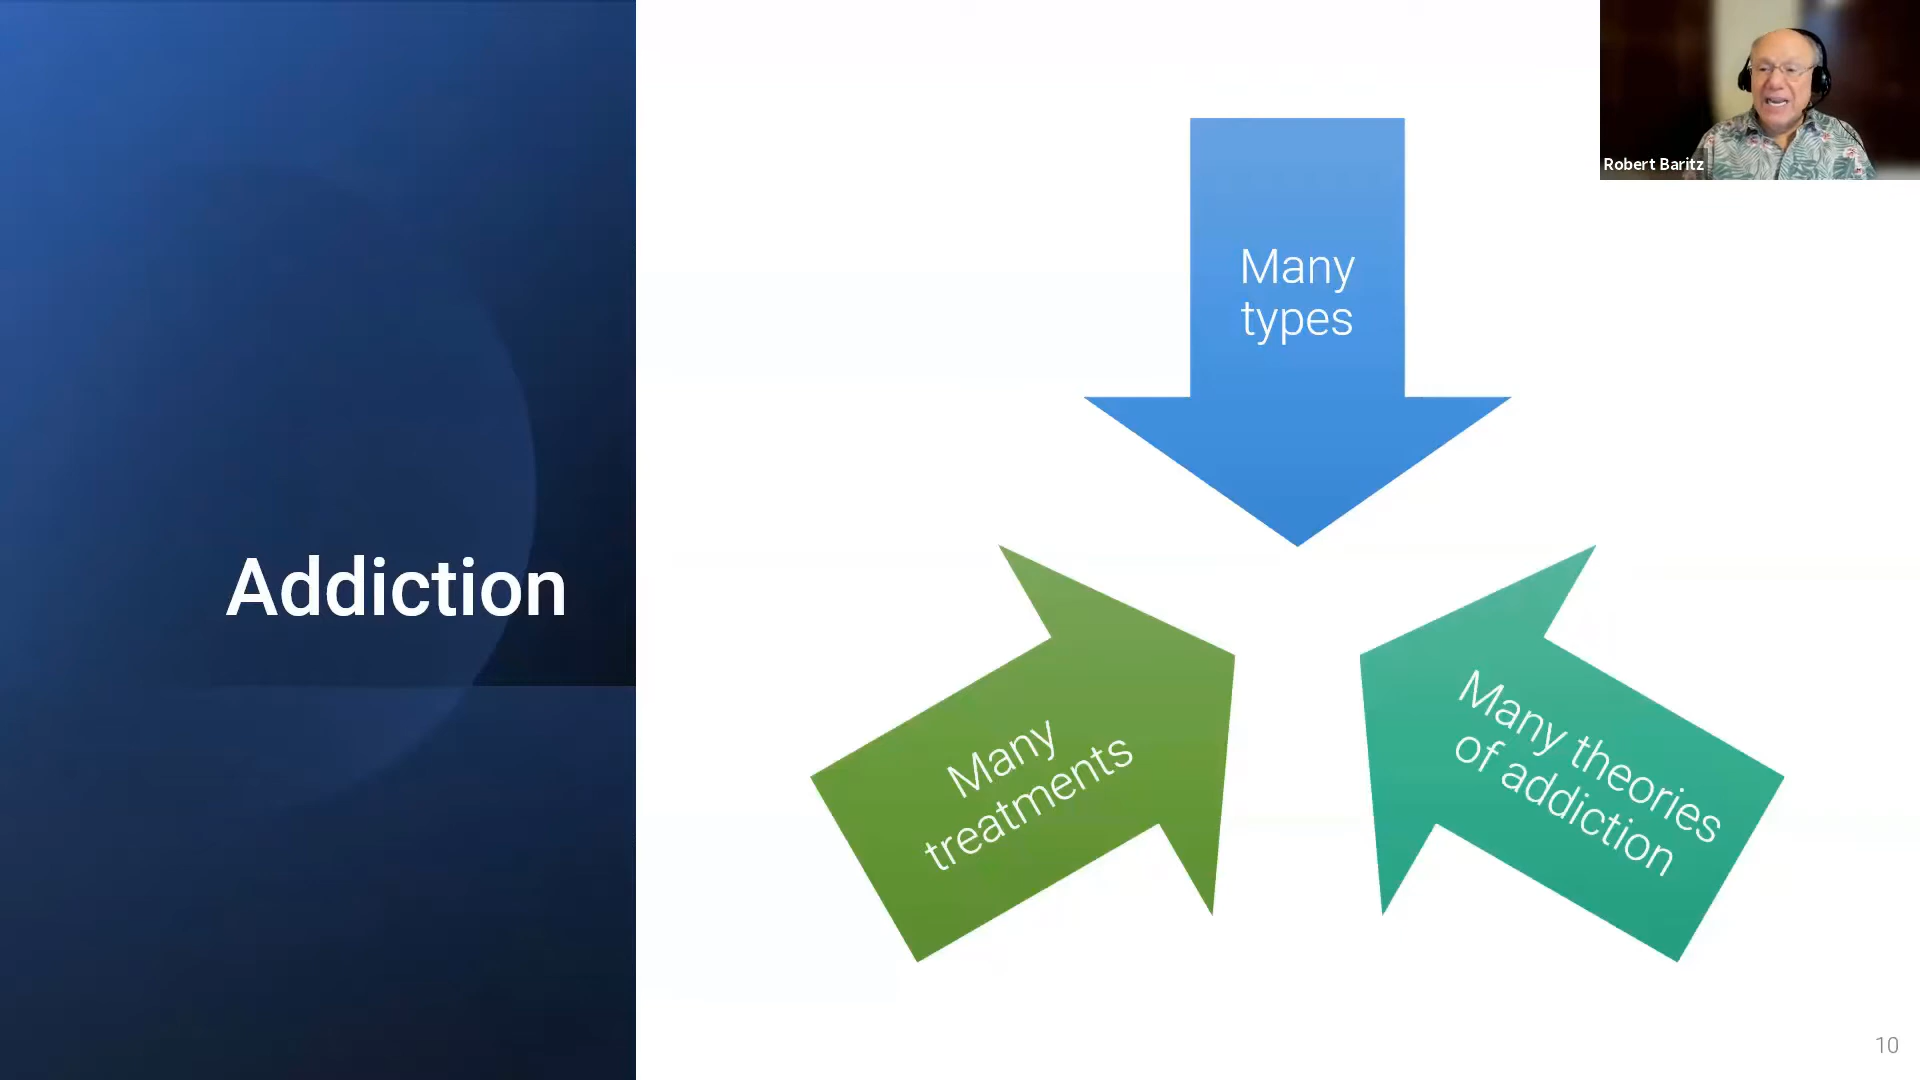 Addiction
Many
types
Many
treatments
Many theories
of addiction
Robert Baritz
10